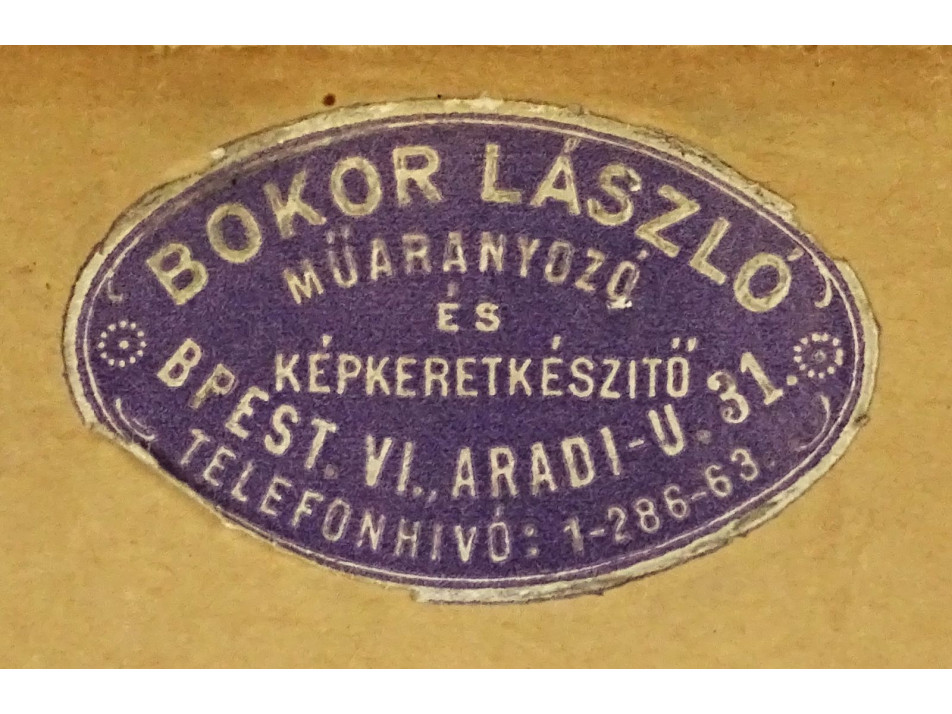 BOKOR LÁSZLÓ
MŰARANYOZÓ
ÉS
KÉPKERETKÉSZITŐ
BPEST. VI., ARADI-U. 31.
TELEFONHIVÓ: 1-286-63.